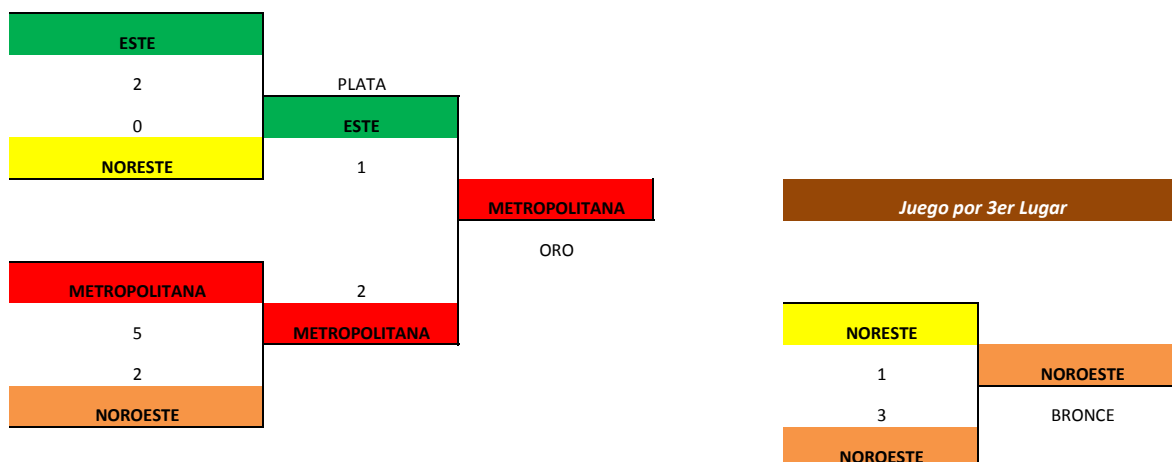 ESTE
2
0
NORESTE
PLATA
ESTE
1
METROPOLITANA
ORO
METROPOLITANA
5
2
NOROESTE
2
METROPOLITANA
Juego por 3er Lugar
NORESTE
1
3
NOROESTE
NOROESTE
BRONCE